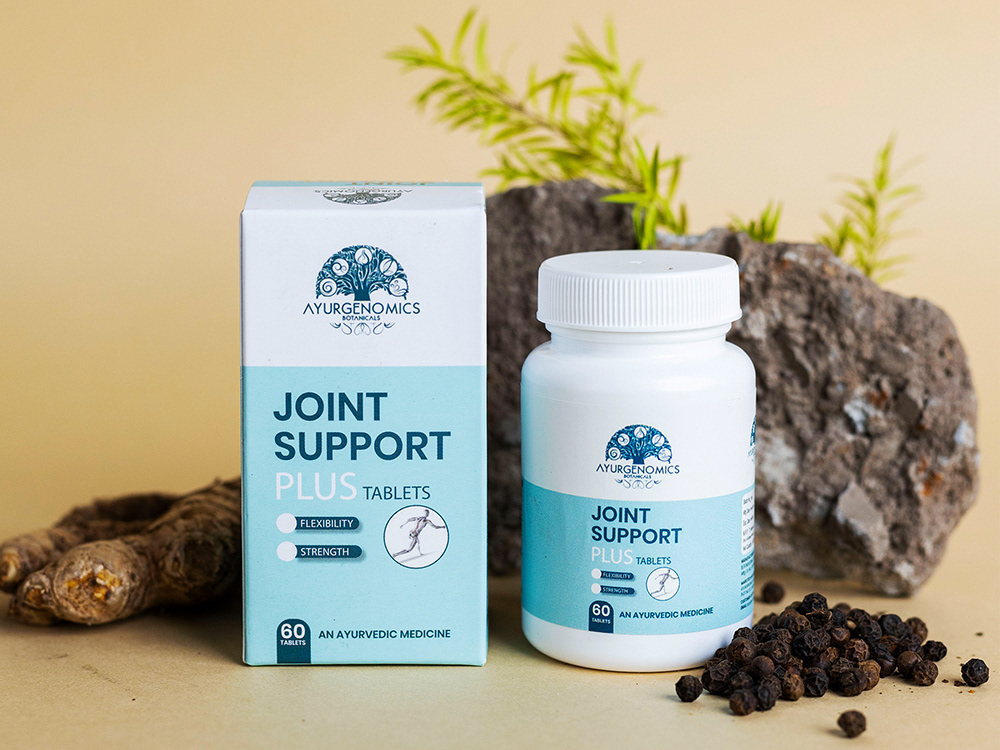 AYURGENOMICS
BOTANICALS
JOINT
SUPPORT
PLUS TABLETS
FLEXIBILITY
STRENGTH
60
TABLETS
AN AYURVEDIC MEDICINE
AYURGENOMICS
BOTANICALS
JOINT
SUPPORT
PLUS TABLETS
FLEXIBILITY
STRENGTH
60
TABLETS
AN AYURVEDIC MEDICINE